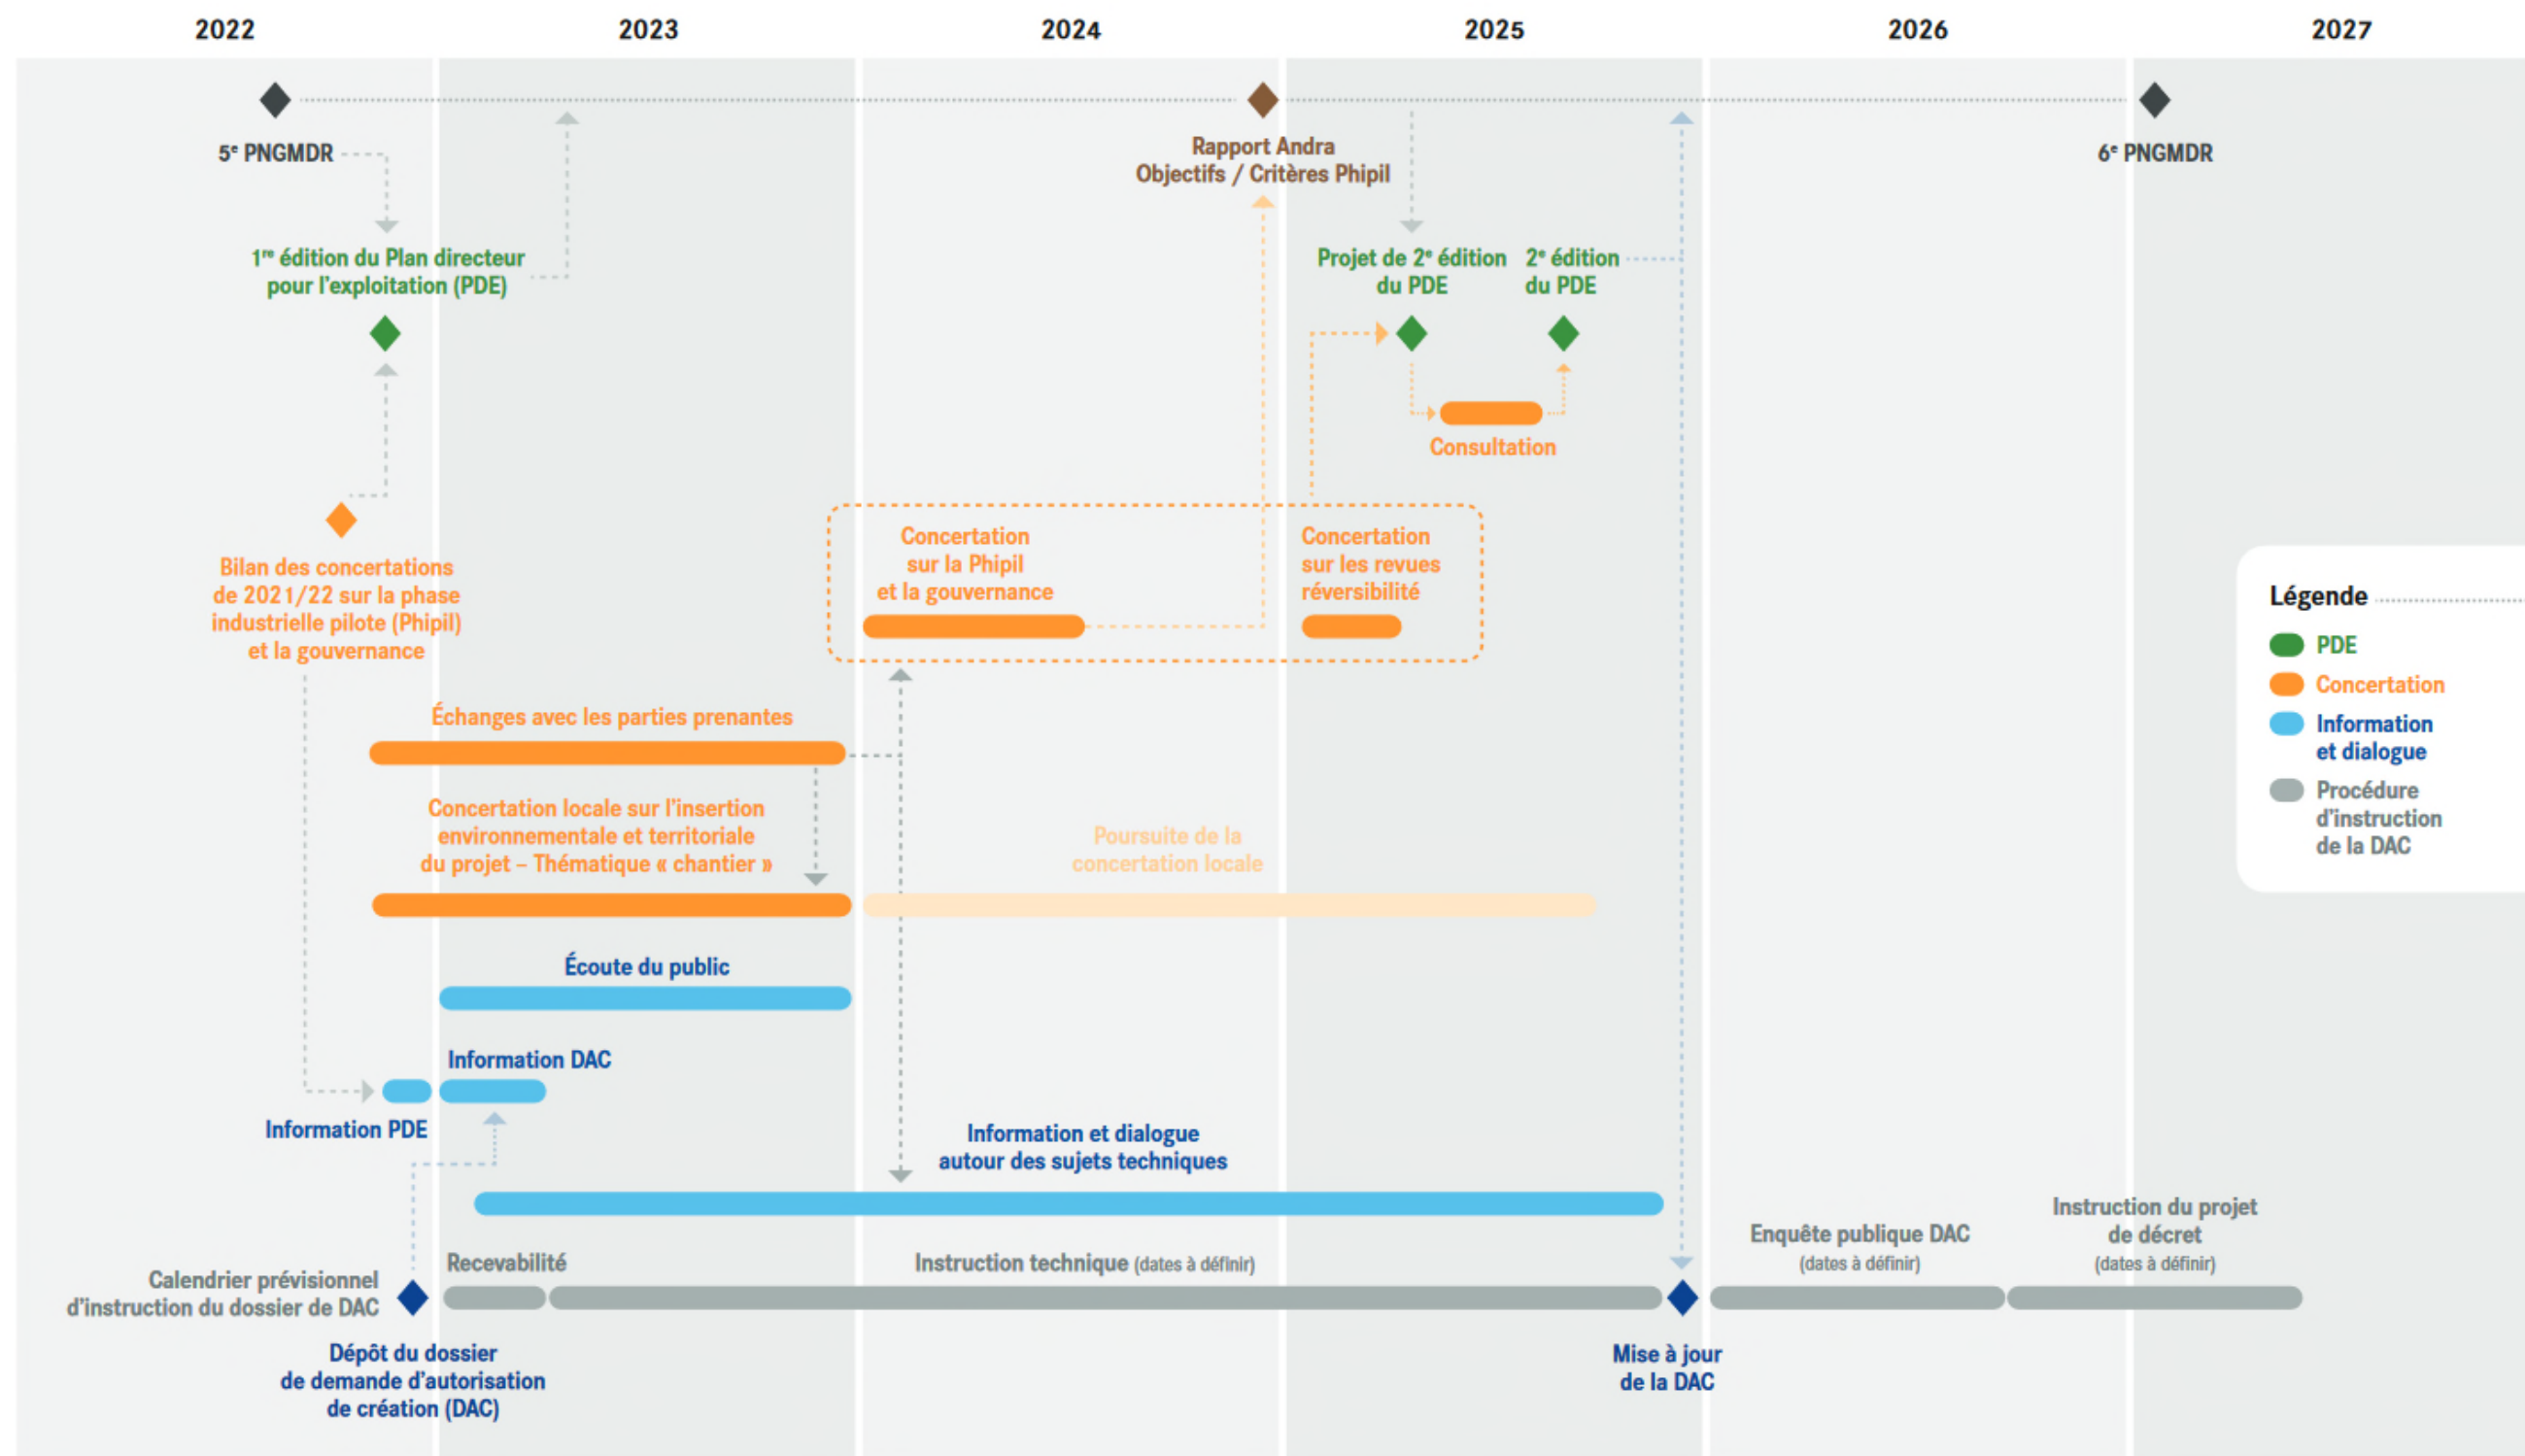 2022
2023
2024
2025
2026
2027
5e PNGMDR
Rapport Andra
Objectifs / Critères Phipil
6e PNGMDR
1re édition du Plan directeur
pour l'exploitation (PDE)
Projet de 2e édition
du PDE
2e édition
du PDE
Consultation
Bilan des concertations
de 2021/22 sur la phase
industrielle pilote (Phipil)
et la gouvernance
Concertation
sur la Phipil
et la gouvernance
Concertation
sur les revues
réversibilité
Légende
PDE
Concertation
Information
et dialogue
Procédure
d'instruction
de la DAC
Échanges avec les parties prenantes
Concertation locale sur l'insertion
environnementale et territoriale
du projet – Thématique « chantier »
Poursuite de la
concertation locale
Écoute du public
Information DAC
Information PDE
Information et dialogue
autour des sujets techniques
Calendrier prévisionnel
d'instruction du dossier de DAC
Recevabilité
Instruction technique (dates à définir)
Enquête publique DAC
(dates à définir)
Instruction du projet
de décret
(dates à définir)
Dépôt du dossier
de demande d'autorisation
de création (DAC)
Mise à jour
de la DAC